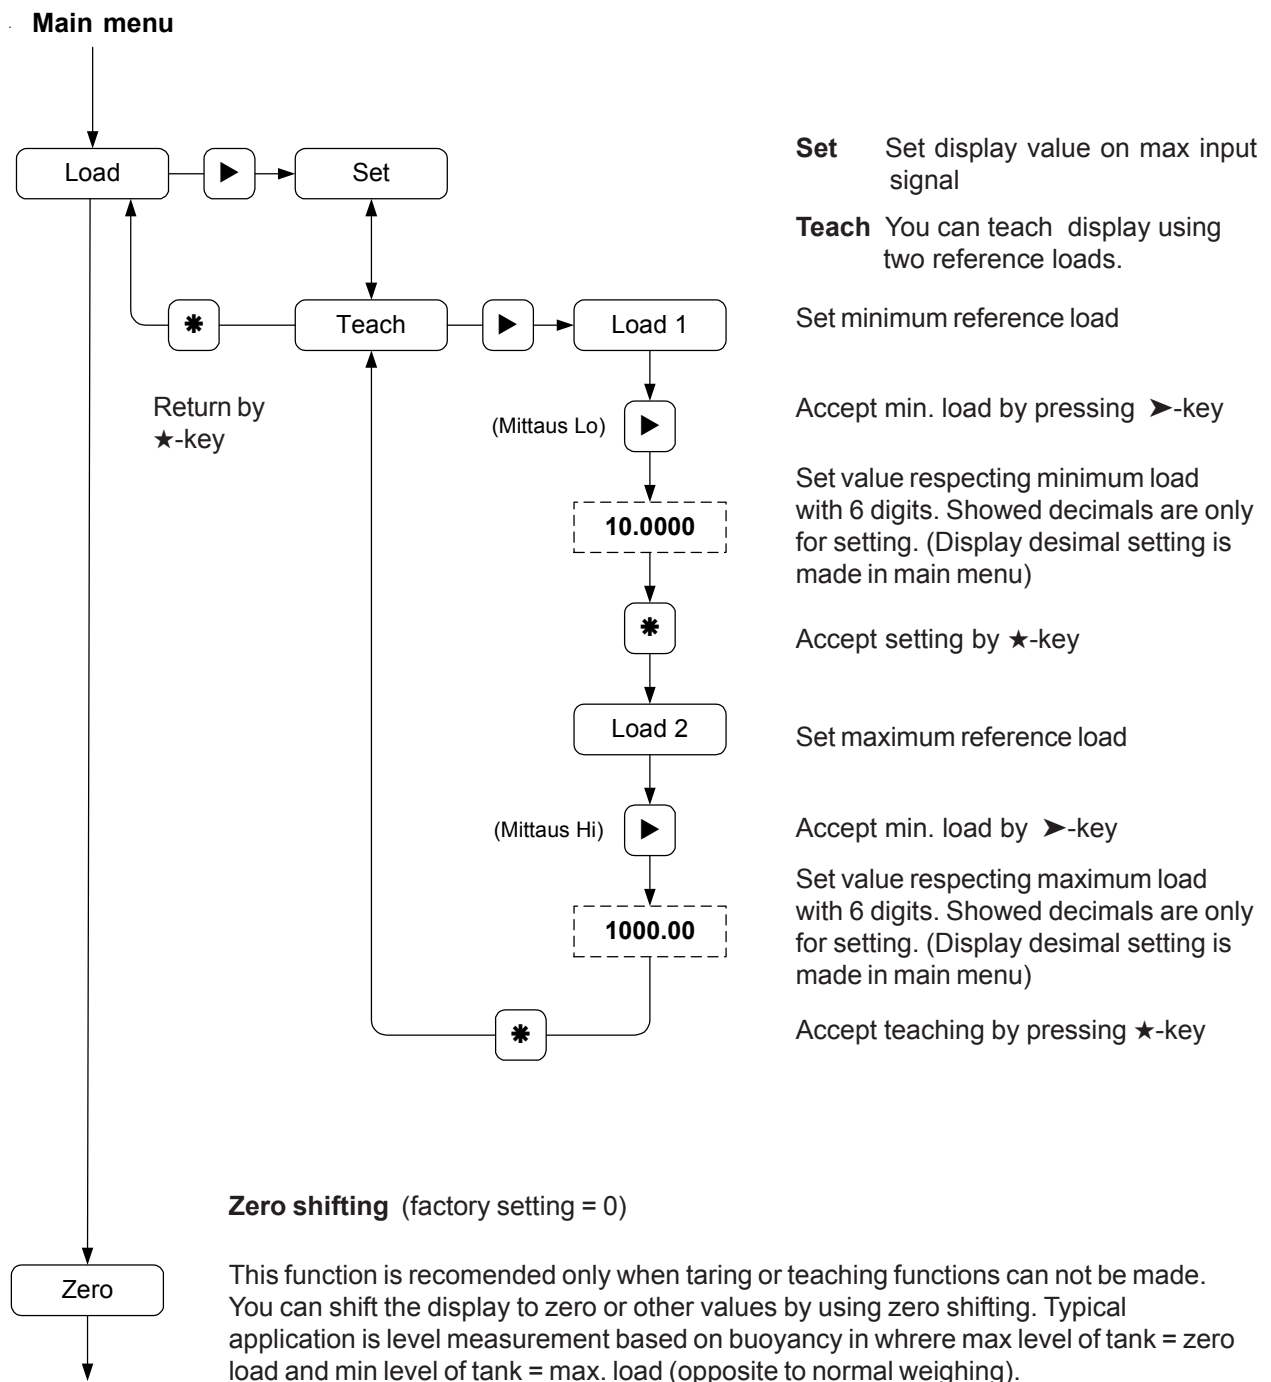 Main menu
Load
▶
Set
Set Set display value on max input
signal
Teach You can teach display using
two reference loads.
✱
Teach
▶
Load 1
Set minimum reference load
Return by
★-key
(Mittaus Lo)
▶
Accept min. load by pressing ➤-key
Set value respecting minimum load
with 6 digits. Showed decimals are only
for setting. (Display desimal setting is
made in main menu)
10.0000
✱
Accept setting by ★-key
Load 2
Set maximum reference load
(Mittaus Hi)
▶
Accept min. load by ➤-key
Set value respecting maximum load
with 6 digits. Showed decimals are only
for setting. (Display desimal setting is
made in main menu)
1000.00
✱
Accept teaching by pressing ★-key
Zero shifting (factory setting = 0)
Zero
This function is recomended only when taring or teaching functions can not be made.
You can shift the display to zero or other values by using zero shifting. Typical
application is level measurement based on buoyancy in whrere max level of tank = zero
load and min level of tank = max. load (opposite to normal weighing).